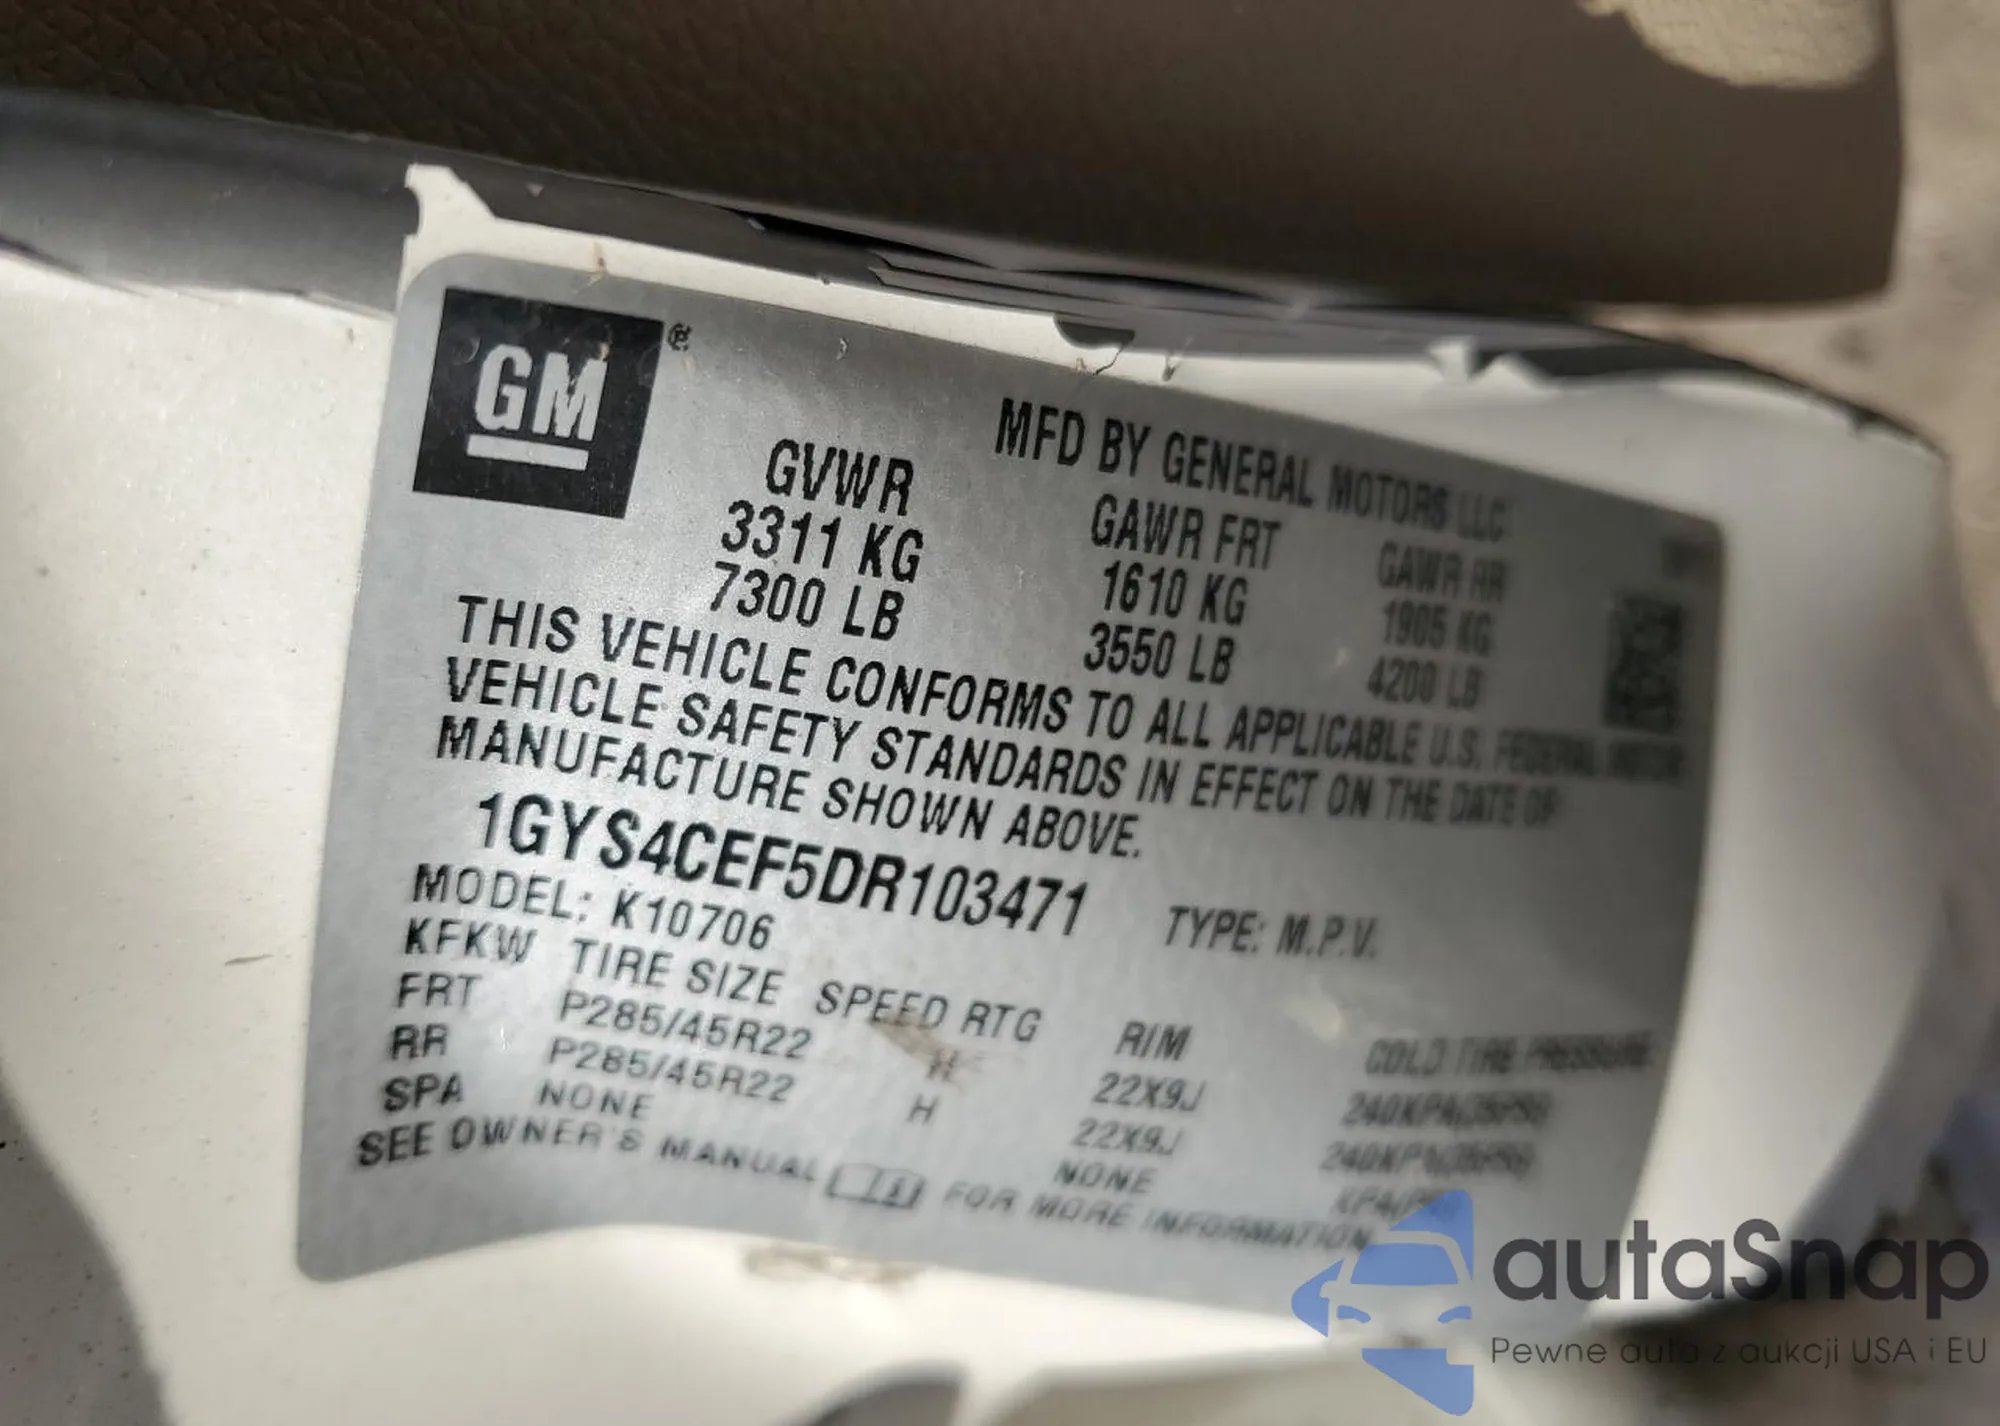 GM ®
MFD BY GENERAL MOTORS LLC
GVWR GAWR FRT GAWR RR
3311 KG 1610 KG 1905 KG
7300 LB 3550 LB 4200 LB
THIS VEHICLE CONFORMS TO ALL APPLICABLE U.S. FEDERAL MOTOR
VEHICLE SAFETY STANDARDS IN EFFECT ON THE DATE OF
MANUFACTURE SHOWN ABOVE.
1GYS4CEF5DR103471 TYPE: M.P.V.
MODEL: K10706
KFKW TIRE SIZE SPEED RTG RIM COLD TIRE PRESSURE
FRT P285/45R22 H 22X9J
RR P285/45R22 H 22X9J
SPA NONE NONE
SEE OWNER'S MANUAL FOR MORE INFORMATION
autaSnap
Pewne auta z aukcji USA i EU